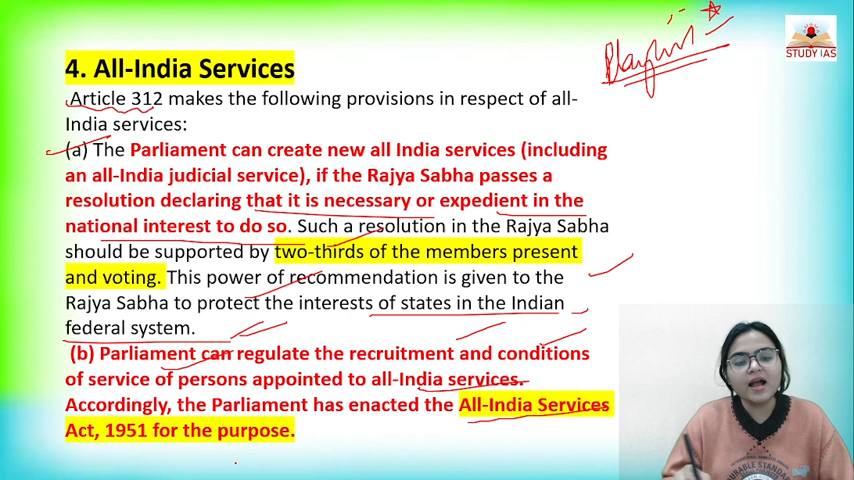 Playlist
STUDY IAS
4. All-India Services
Article 312 makes the following provisions in respect of all-
India services:
(a) The Parliament can create new all India services (including
an all-India judicial service), if the Rajya Sabha passes a
resolution declaring that it is necessary or expedient in the
national interest to do so. Such a resolution in the Rajya Sabha
should be supported by two-thirds of the members present
and voting. This power of recommendation is given to the
Rajya Sabha to protect the interests of states in the Indian
federal system.
(b) Parliament can regulate the recruitment and conditions
of service of persons appointed to all-India services.
Accordingly, the Parliament has enacted the All-India Services
Act, 1951 for the purpose.